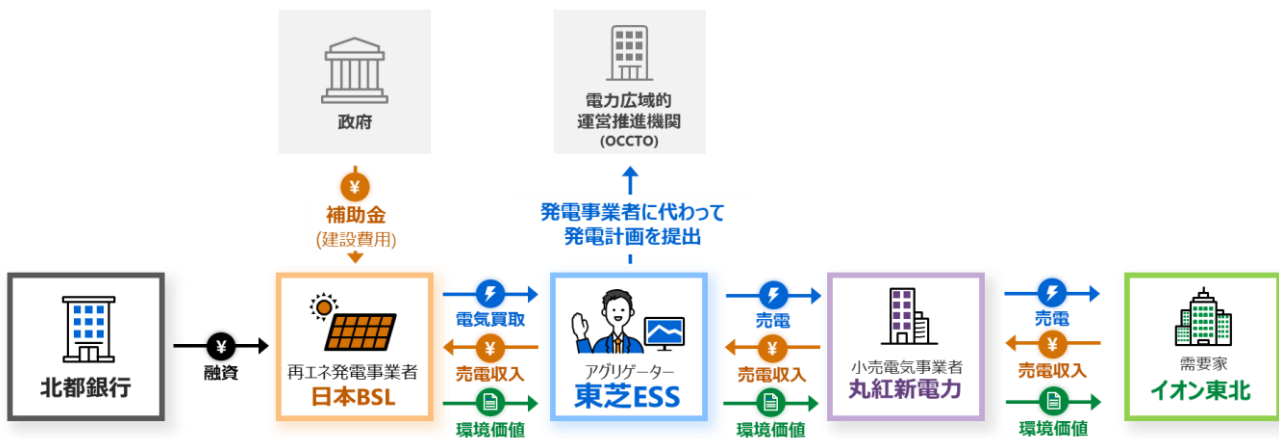 政府
電力広域的
運営推進機関
(OCCTO)
¥
補助金
(建設費用)
発電事業者に代わって
発電計画を提出
北都銀行
¥
融資
再エネ発電事業者
日本BSL
電気買取
¥
売電収入
環境価値
アグリゲーター
東芝ESS
売電
¥
売電収入
環境価値
小売電気事業者
丸紅新電力
売電
¥
売電収入
環境価値
需要家
イオン東北